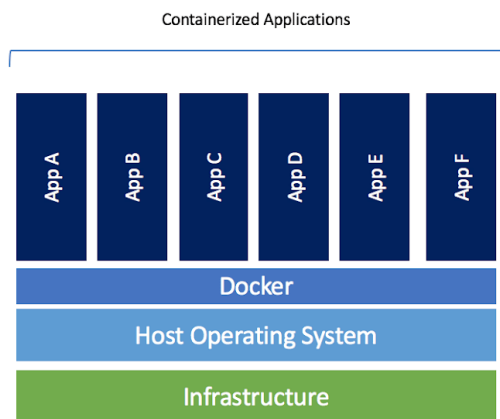 Containerized Applications
App A
App B
App C
App D
App E
App F
Docker
Host Operating System
Infrastructure